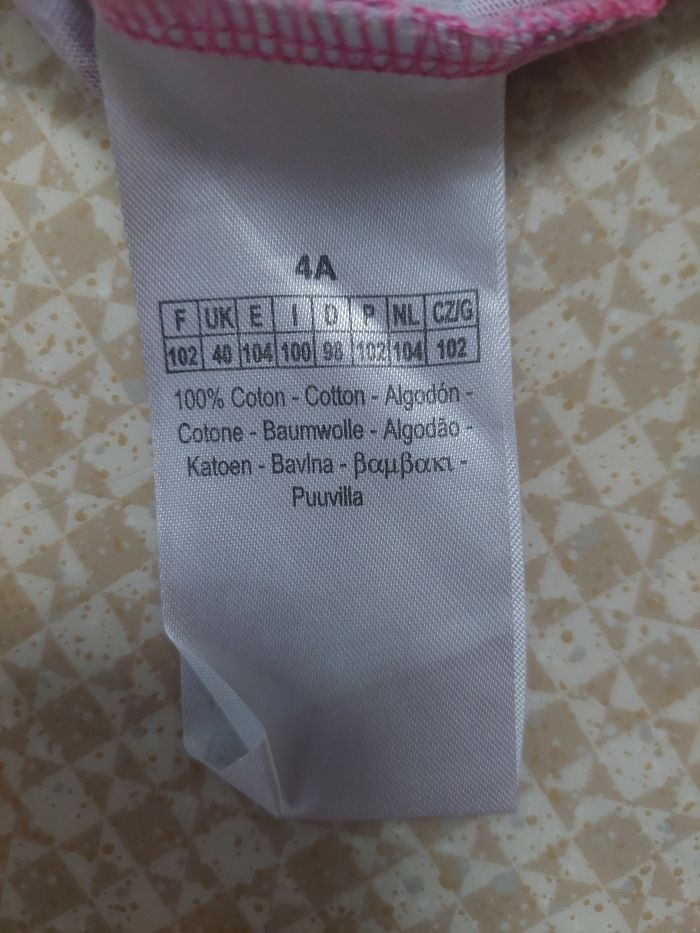 4A
F UK E I D P NL CZ/G
102 40 104 100 98 102 104 102
100% Coton - Cotton - Algodón -
Cotone - Baumwolle - Algodão -
Katoen - Bavlna - βαμβακι -
Puuvilla